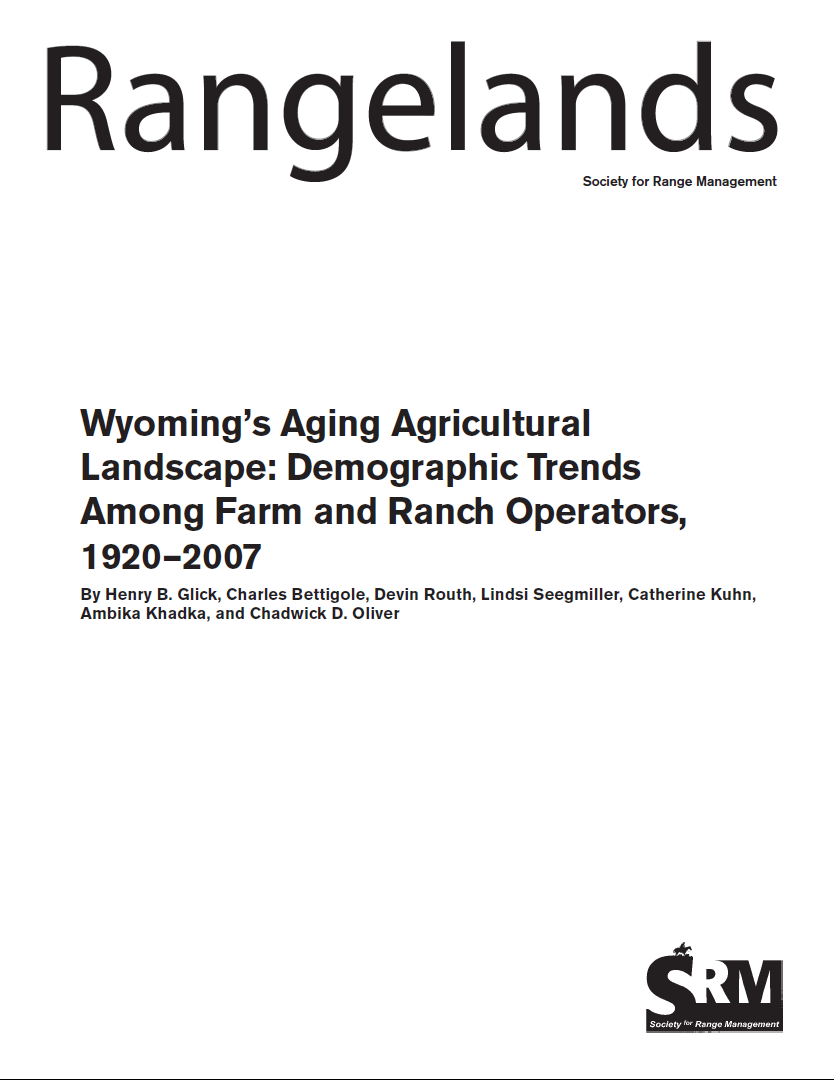 Rangelands
Society for Range Management
Wyoming’s Aging Agricultural
Landscape: Demographic Trends
Among Farm and Ranch Operators,
1920–2007
By Henry B. Glick, Charles Bettigole, Devin Routh, Lindsi Seegmiller, Catherine Kuhn,
Ambika Khadka, and Chadwick D. Oliver
SRM
Society for Range Management